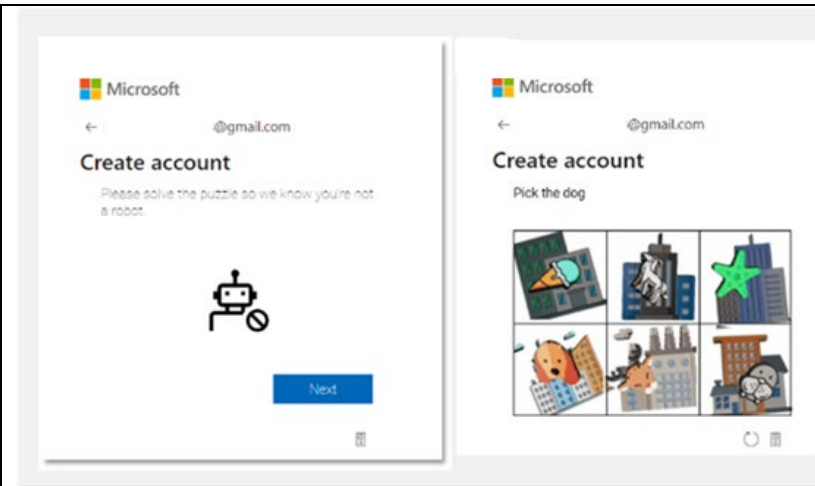 Microsoft
@gmail.com
Create account
Please solve the puzzle so we know you're not
a robot.
Next
Microsoft
@gmail.com
Create account
Pick the dog